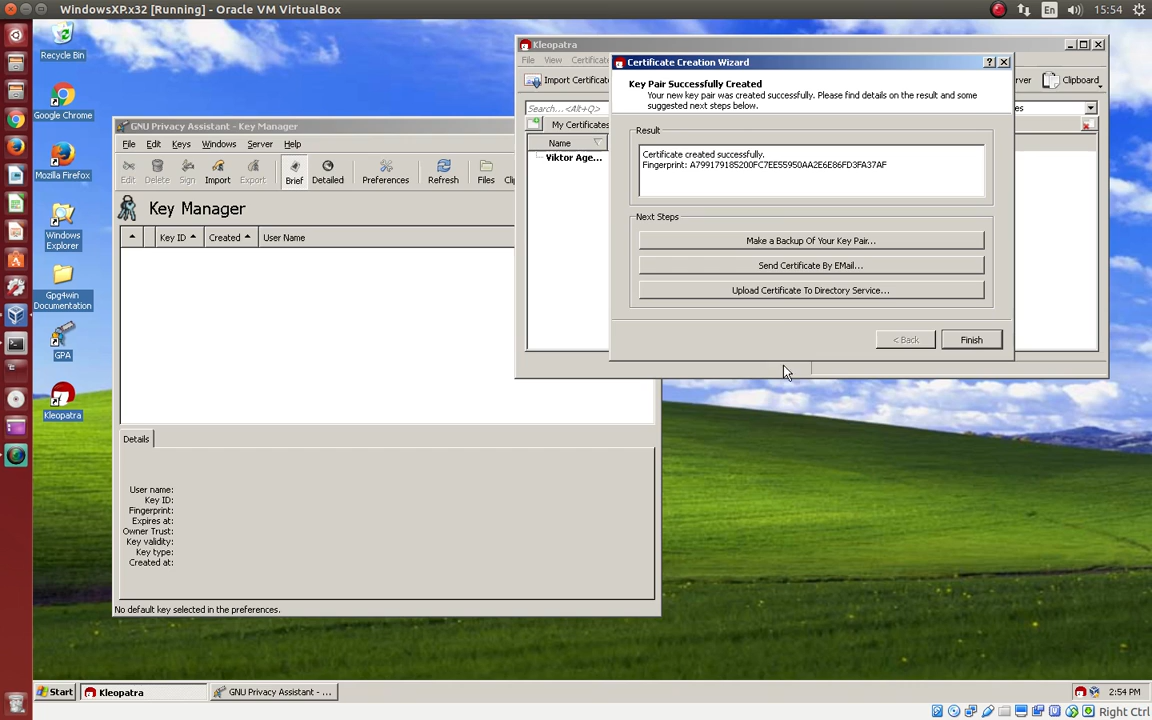 WindowsXP.x32 [Running] - Oracle VM VirtualBox
En
15:54
Recycle Bin
Google Chrome
Mozilla Firefox
Windows
Explorer
Gpg4win
Documentation
GPA
Kleopatra
GNU Privacy Assistant - Key Manager
File Edit Keys Windows Server Help
Edit Delete Sign Import Export Brief Detailed Preferences Refresh Files
Key Manager
Key ID Created User Name
Details
User name:
Key ID:
Fingerprint:
Expires at:
Owner Trust:
Key validity:
Key type:
Created at:
No default key selected in the preferences.
Kleopatra
File View Certificate
Import Certificat
Clipboard
Search... <Alt+Q>
My Certificates
Name
Viktor Age...
Certificate Creation Wizard
Key Pair Successfully Created
Your new key pair was created successfully. Please find details on the result and some
suggested next steps below.
Result
Certificate created successfully.
Fingerprint: A799179185200FC7EE55950AA2E6E86FD3FA37AF
Next Steps
Make a Backup Of Your Key Pair...
Send Certificate By EMail...
Upload Certificate To Directory Service...
< Back
Finish
Start
Kleopatra
GNU Privacy Assistant - ...
2:54 PM
Right Ctrl